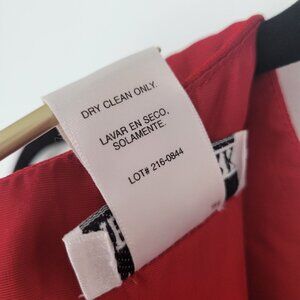 DRY CLEAN ONLY.
LAVAR EN SECO.
SOLAMENTE.
LOT# 216-0844